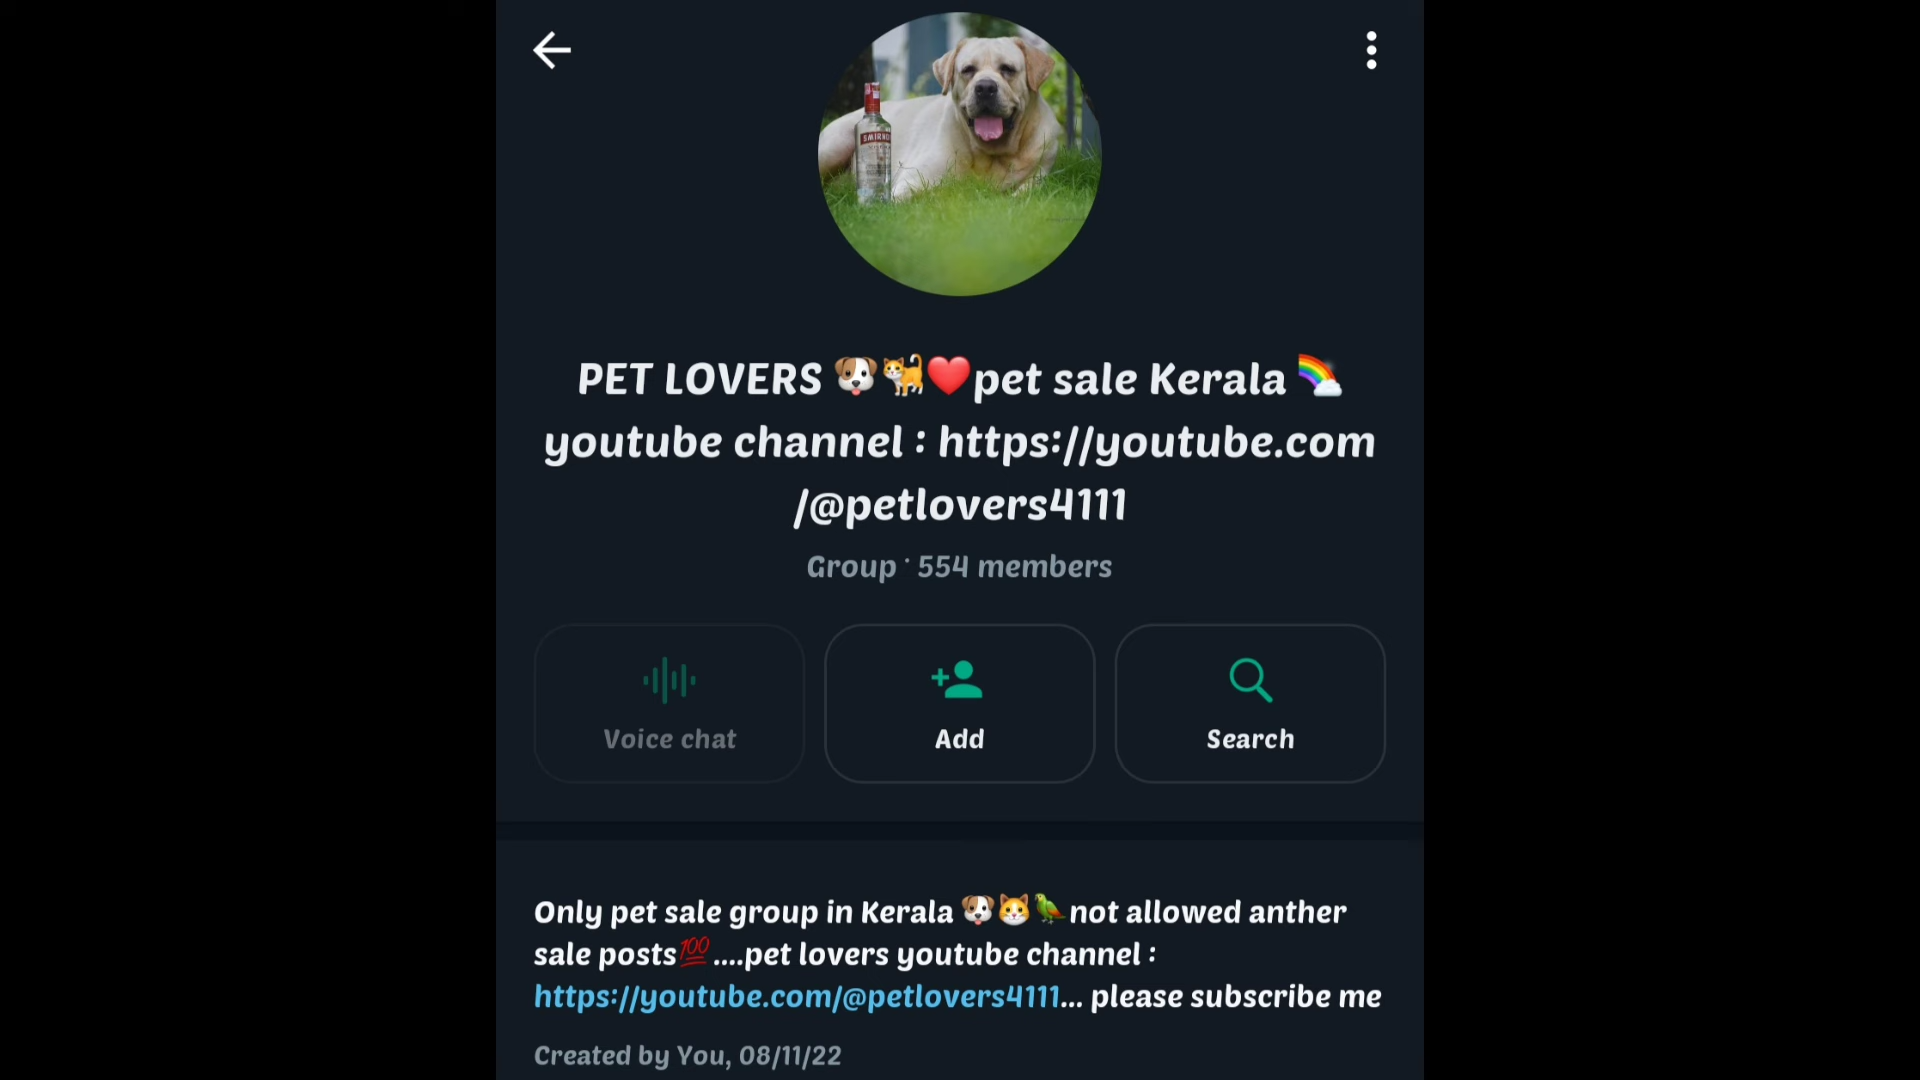 SMIRN
PET LOVERS 🐶🐈❤️pet sale Kerala 🌈
youtube channel : https://youtube.com
/@petlovers4111
Group · 554 members
Voice chat
Add
Search
Only pet sale group in Kerala 🐶🐱🦜not allowed anther
sale posts💯....pet lovers youtube channel :
https://youtube.com/@petlovers4111... please subscribe me
Created by You, 08/11/22